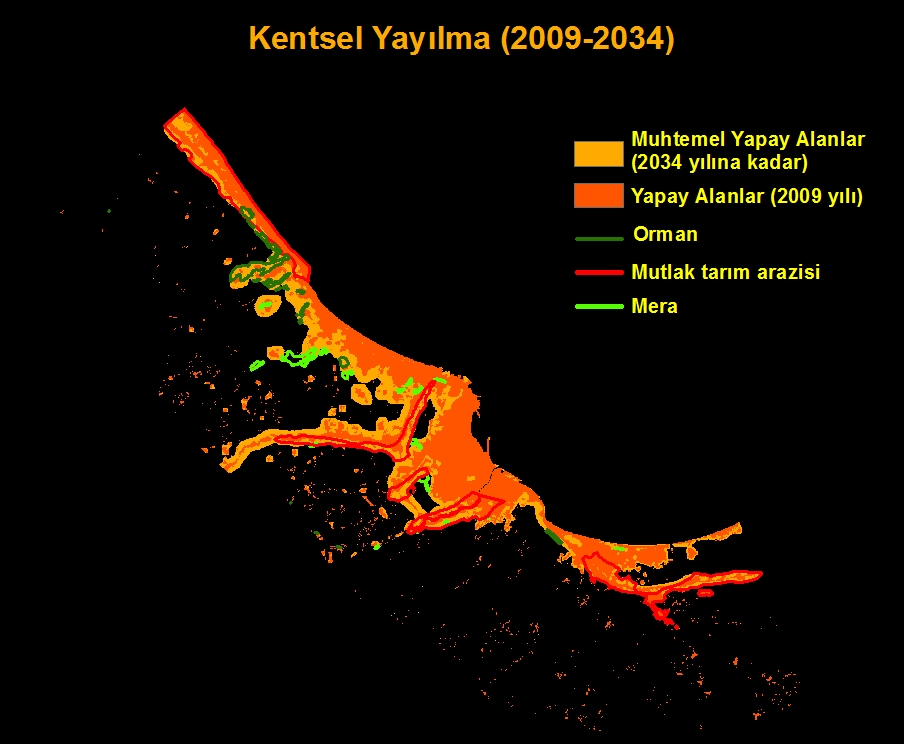 Kentsel Yayılma (2009-2034)
Muhtemel Yapay Alanlar
(2034 yılına kadar)
Yapay Alanlar (2009 yılı)
Orman
Mutlak tarım arazisi
Mera